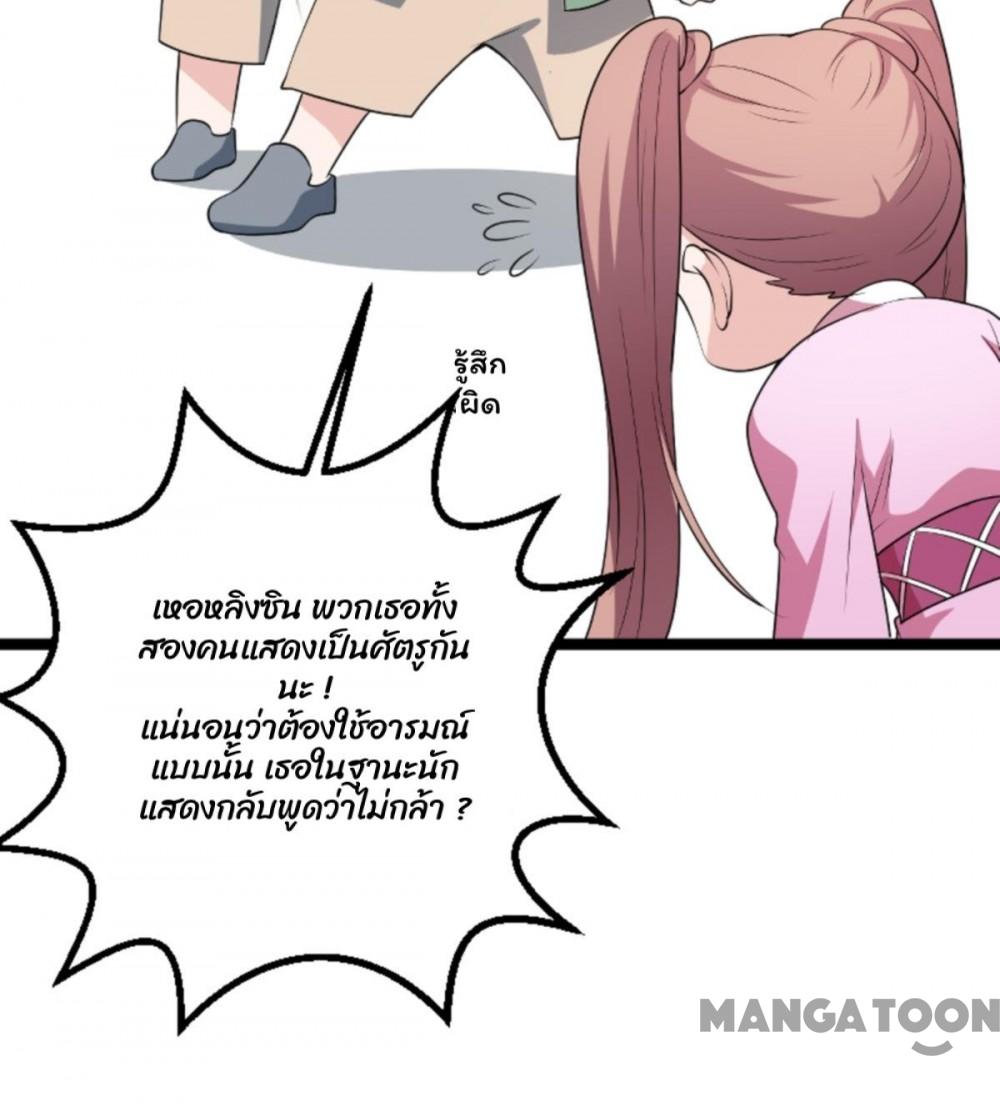 รู้สึก
ผิด
เหอหลิงซิน พวกเธอทั้ง
สองคนแสดงเป็นศัตรูกัน
นะ !
แน่นอนว่าต้องใช้อารมณ์
แบบนั้น เธอในฐานะนัก
แสดงกลับพูดว่าไม่กล้า ?
MANGATOON